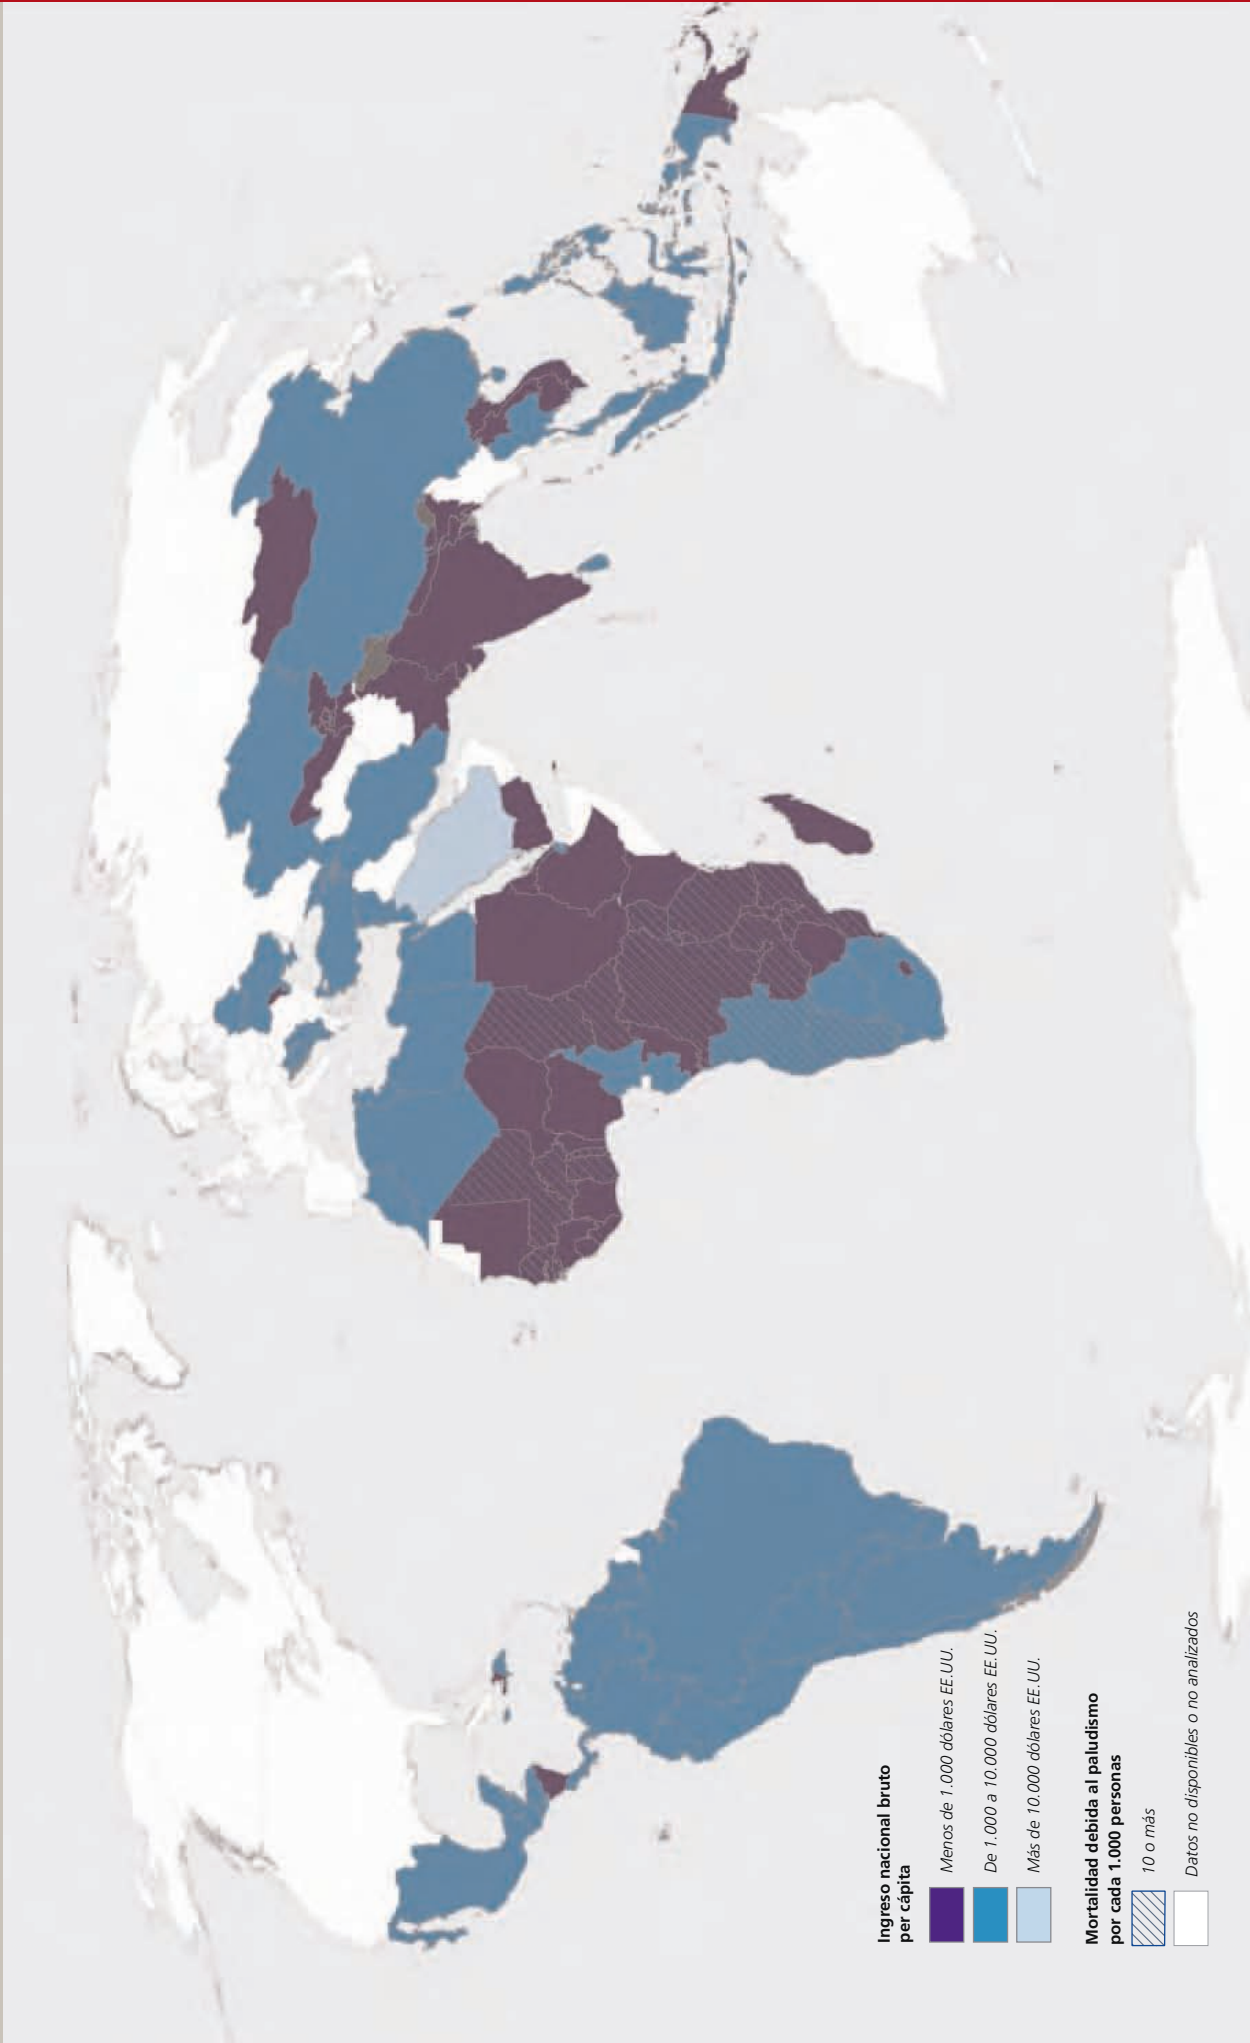 Ingreso nacional bruto
per cápita
Menos de 1.000 dólares EE.UU.
De 1.000 a 10.000 dólares EE.UU.
Más de 10.000 dólares EE.UU.
Mortalidad debida al paludismo
por cada 1.000 personas
10 o más
Datos no disponibles o no analizados